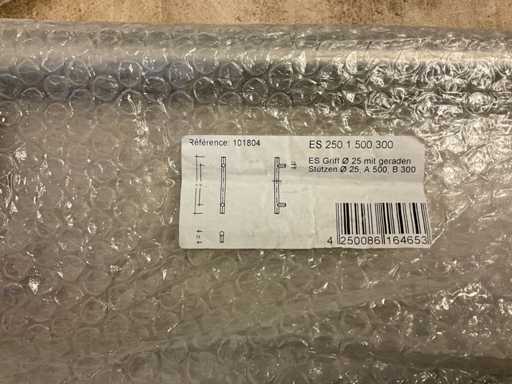 Référence: 101804
ES 250 1 500 300
ES Griff Ø 25 mit geraden
Stützen Ø 25, A 500, B 300
4 250086 164653